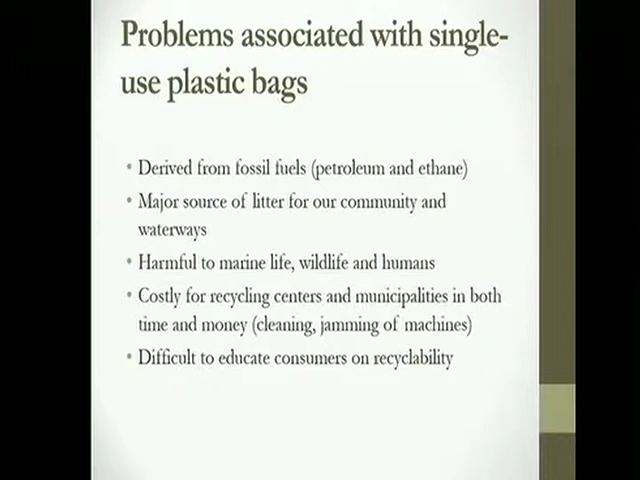 Problems associated with single-
use plastic bags
• Derived from fossil fuels (petroleum and ethane)
• Major source of litter for our community and
waterways
• Harmful to marine life, wildlife and humans
• Costly for recycling centers and municipalities in both
time and money (cleaning, jamming of machines)
• Difficult to educate consumers on recyclability